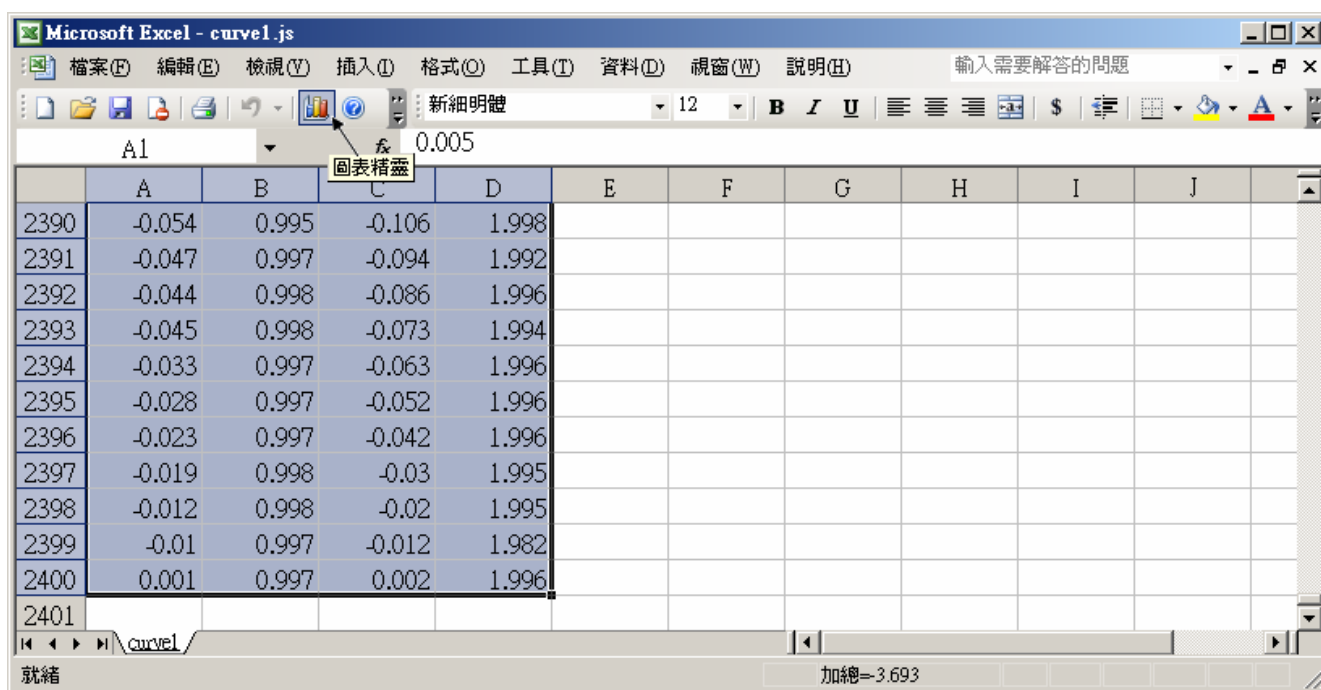 Microsoft Excel - curve1.js
檔案(F) 編輯(E) 檢視(V) 插入(I) 格式(O) 工具(T) 資料(D) 視窗(W) 說明(H) 輸入需要解答的問題
新細明體 12 B I U $ A
A1 fx 0.005
圖表精靈
A B C D E F G H I J
2390 -0.054 0.995 -0.106 1.998
2391 -0.047 0.997 -0.094 1.992
2392 -0.044 0.998 -0.086 1.996
2393 -0.045 0.998 -0.073 1.994
2394 -0.033 0.997 -0.063 1.996
2395 -0.028 0.997 -0.052 1.996
2396 -0.023 0.997 -0.042 1.996
2397 -0.019 0.998 -0.03 1.995
2398 -0.012 0.998 -0.02 1.995
2399 -0.01 0.997 -0.012 1.982
2400 0.001 0.997 0.002 1.996
2401
curve1
就緒 加總=-3.693